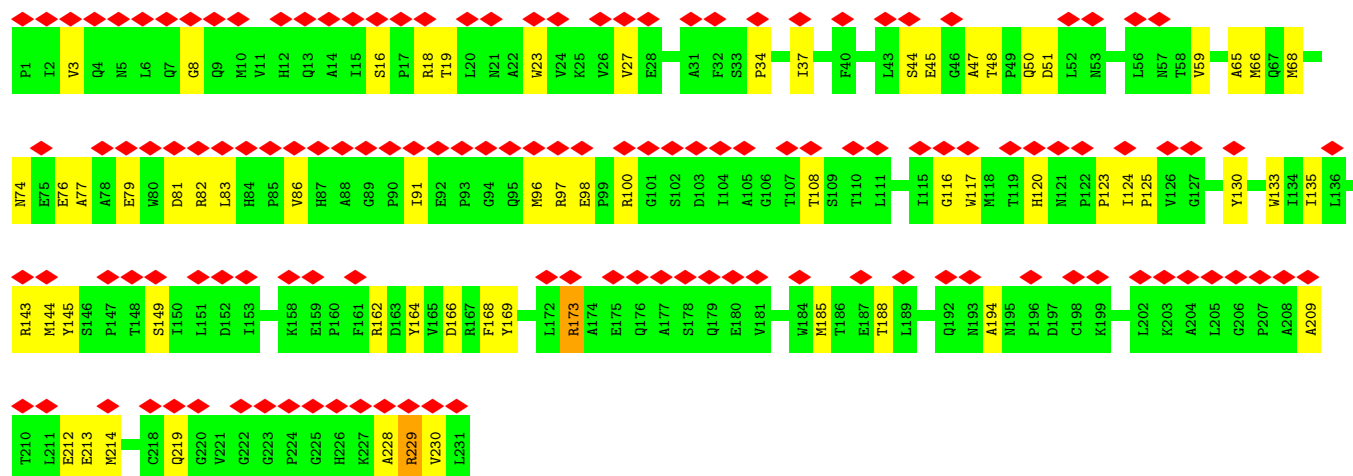 P1 I2 V3 Q4 N5 L6 Q7 G8 Q9 M10 V11 H12 Q13 A14 I15 S16 P17 R18 T19 L20 N21 A22 W23 V24 K25 V26 V27 E28 A31 F32 S33 P34 I37 F40 L43 S44 E45 G46 A47 T48 P49 Q50 D51 L52 N53 L56 N57 T58 V59 A65 M66 Q67 M68
N74 E75 E76 A77 A78 E79 W80 D81 R82 L83 H84 P85 V86 H87 A88 G89 P90 I91 E92 P93 G94 Q95 M96 R97 E98 P99 R100 G101 S102 D103 I104 A105 G106 T107 T108 S109 T110 L111 I115 G116 W117 M118 T119 H120 N121 P122 P123 I124 P125 V126 G127 Y130 W133 I134 I135 L136
R143 M144 Y145 S146 P147 T148 S149 I150 L151 D152 I153 K158 E159 P160 F161 R162 D163 Y164 V165 D166 R167 F168 Y169 L172 R173 A174 E175 Q176 A177 S178 Q179 E180 V181 W184 M185 T186 E187 T188 L189 Q192 N193 A194 N195 P196 D197 C198 K199 L202 K203 A204 L205 G206 P207 A208 A209
T210 L211 E212 E213 M214 C218 Q219 G220 V221 G222 G223 P224 G225 H226 K227 A228 R229 V230 L231